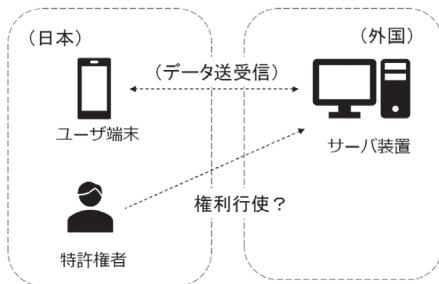 （日本）
（外国）
（データ送受信）
ユーザ端末
サーバ装置
権利行使？
特許権者